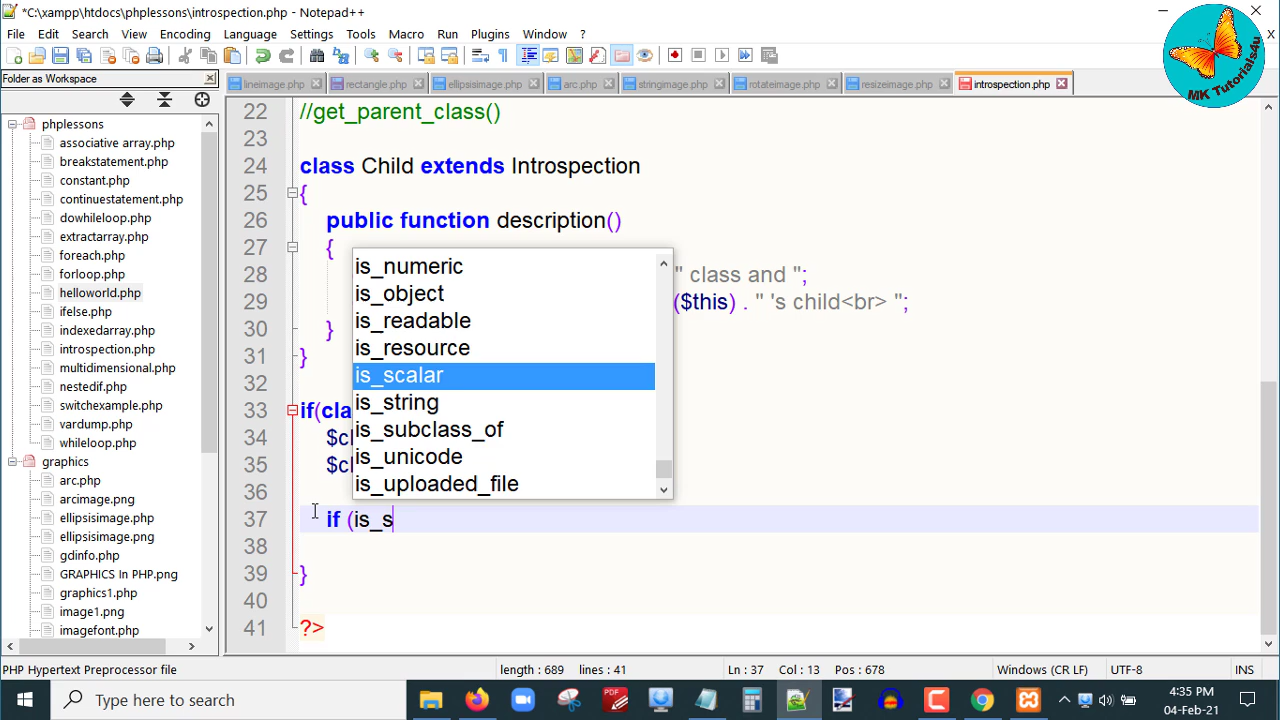 *C:\xampp\htdocs\phplessons\introspection.php - Notepad++
File Edit Search View Encoding Language Settings Tools Macro Run Plugins Window ?
MK Tutorials4u
Folder as Workspace
lineimage.php rectangle.php ellipsisimage.php arc.php stringimage.php rotateimage.php resizeimage.php introspection.php
phplessons
associative array.php
breakstatement.php
constant.php
continuestatement.php
dowhileloop.php
extractarray.php
foreach.php
forloop.php
helloworld.php
ifelse.php
indexedarray.php
introspection.php
multidimensional.php
nestedif.php
switchexample.php
vardump.php
whileloop.php
graphics
arc.php
arcimage.png
ellipsisimage.php
ellipsisimage.png
gdinfo.php
GRAPHICS In PHP.png
graphics1.php
image1.png
imagefont.php
22 //get_parent_class()
23
24 class Child extends Introspection
25 {
26 public function description()
27 {
28 " class and ";
29 ($this) . " 's child<br> ";
30 }
31 }
32
33 if(cla
34 $cl
35 $cl
36
37 if (is_s
38
39 }
40
41 ?>
is_numeric
is_object
is_readable
is_resource
is_scalar
is_string
is_subclass_of
is_unicode
is_uploaded_file
PHP Hypertext Preprocessor file length : 689 lines : 41 Ln : 37 Col : 13 Pos : 678 Windows (CR LF) UTF-8 INS
Type here to search
4:35 PM
04-Feb-21